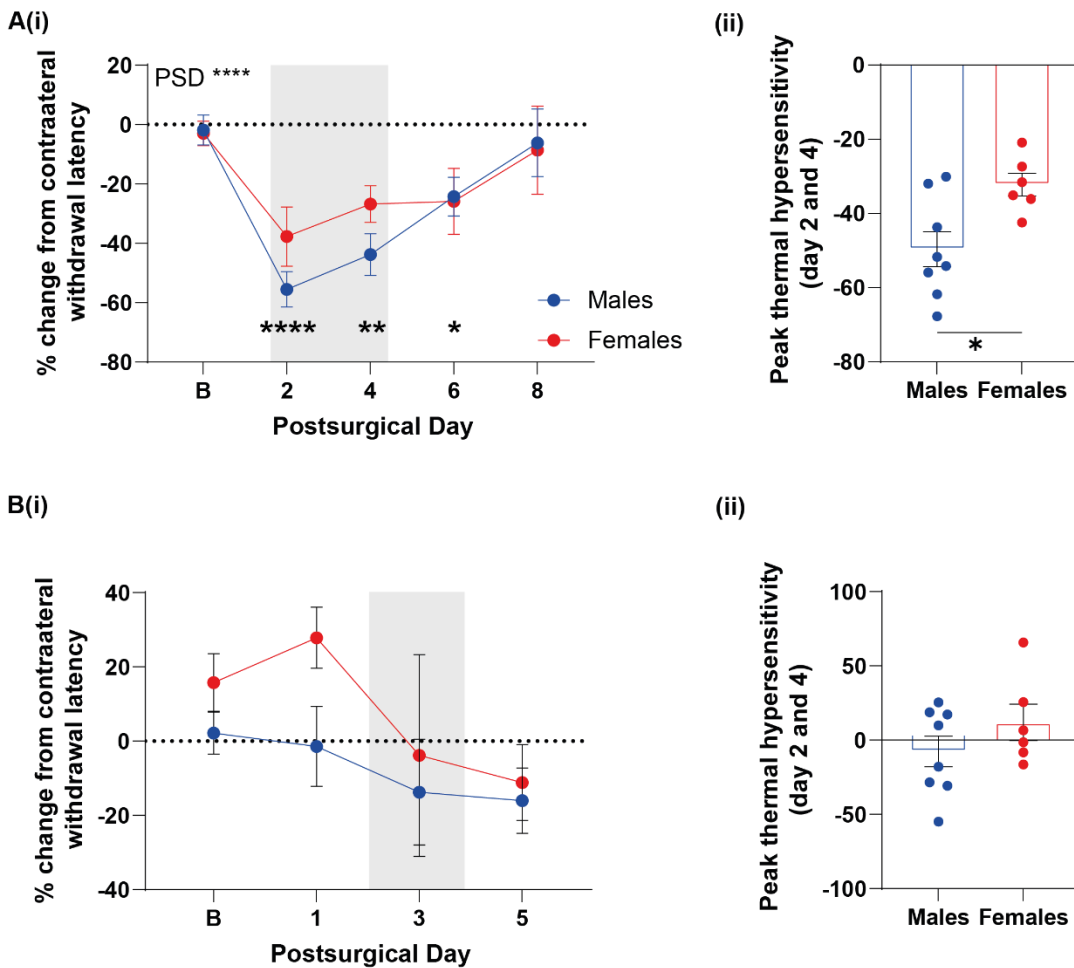 A(i)
% change from contraateral
withdrawal latency
20
0
-20
-40
-60
-80
PSD ****
**** ** *
Males
Females
B 2 4 6 8
Postsurgical Day
(ii)
Peak thermal hypersensitivity
(day 2 and 4)
0
-20
-40
-60
-80
*
Males Females
B(i)
% change from contraateral
withdrawal latency
40
20
0
-20
-40
B 1 3 5
Postsurgical Day
(ii)
Peak thermal hypersensitivity
(day 2 and 4)
100
50
0
-50
-100
Males Females